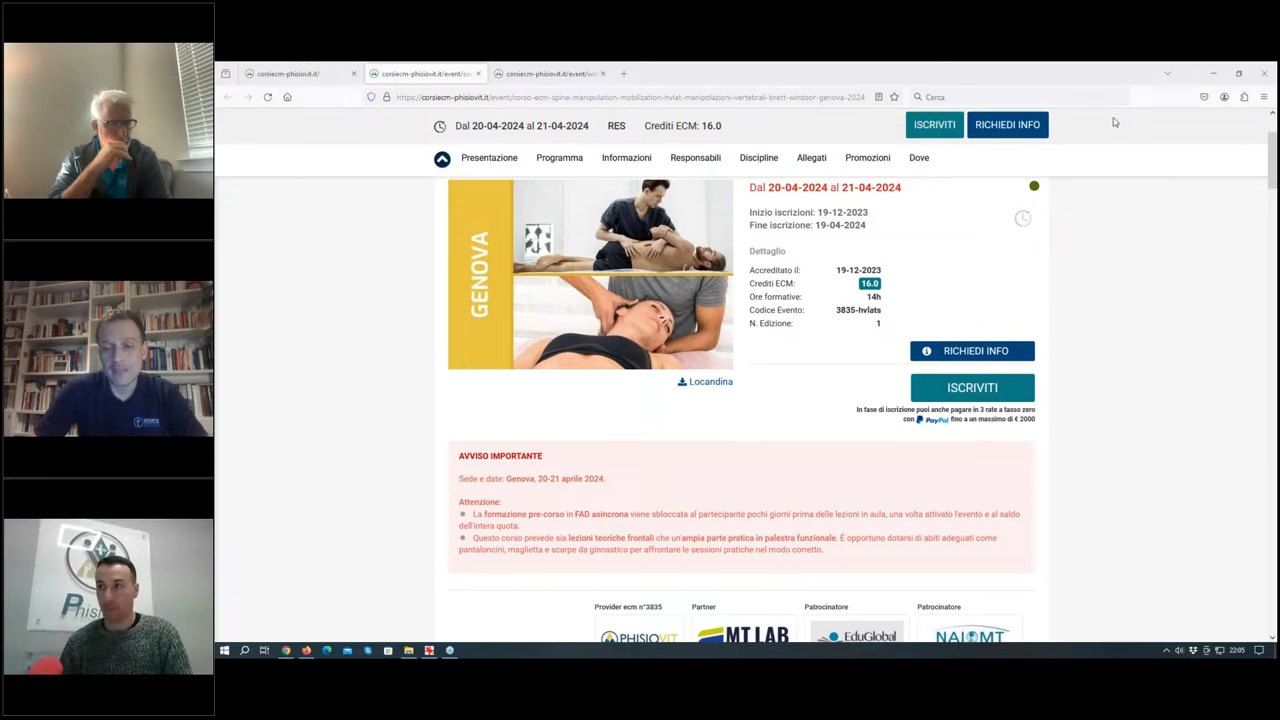 corsiecm-phisiovit.it/
corsiecm-phisiovit.it/event/co
corsiecm-phisiovit.it/event/we
https://corsiecm-phisiovit.it/event/corso-ecm-spine-manipulation-mobilization-hvlat-manipolazioni-vertebrali-brett-windsor-genova-2024
Cerca
Dal 20-04-2024 al 21-04-2024 RES Crediti ECM: 16.0
ISCRIVITI RICHIEDI INFO
Presentazione Programma Informazioni Responsabili Discipline Allegati Promozioni Dove
GENOVA
Locandina
Dal 20-04-2024 al 21-04-2024
Inizio iscrizioni: 19-12-2023
Fine iscrizione: 19-04-2024
Dettaglio
Accreditato il: 19-12-2023
Crediti ECM: 16.0
Ore formative: 14h
Codice Evento: 3835-hvlats
N. Edizione: 1
RICHIEDI INFO
ISCRIVITI
In fase di iscrizione puoi anche pagare in 3 rate a tasso zero
con PayPal fino a un massimo di € 2000
AVVISO IMPORTANTE
Sede e date: Genova, 20-21 aprile 2024.
Attenzione:
La formazione pre-corso in FAD asincrona viene sbloccata al partecipante pochi giorni prima delle lezioni in aula, una volta attivato l'evento e al saldo
dell'intera quota.
Questo corso prevede sia lezioni teoriche frontali che un'ampia parte pratica in palestra funzionale. È opportuno dotarsi di abiti adeguati come
pantaloncini, maglietta e scarpe da ginnastica per affrontare le sessioni pratiche nel modo corretto.
Provider ecm n°3835 Partner Patrocinatore Patrocinatore
PHISIOVIT MT.LAB EduGlobal NAIOMT
22:05